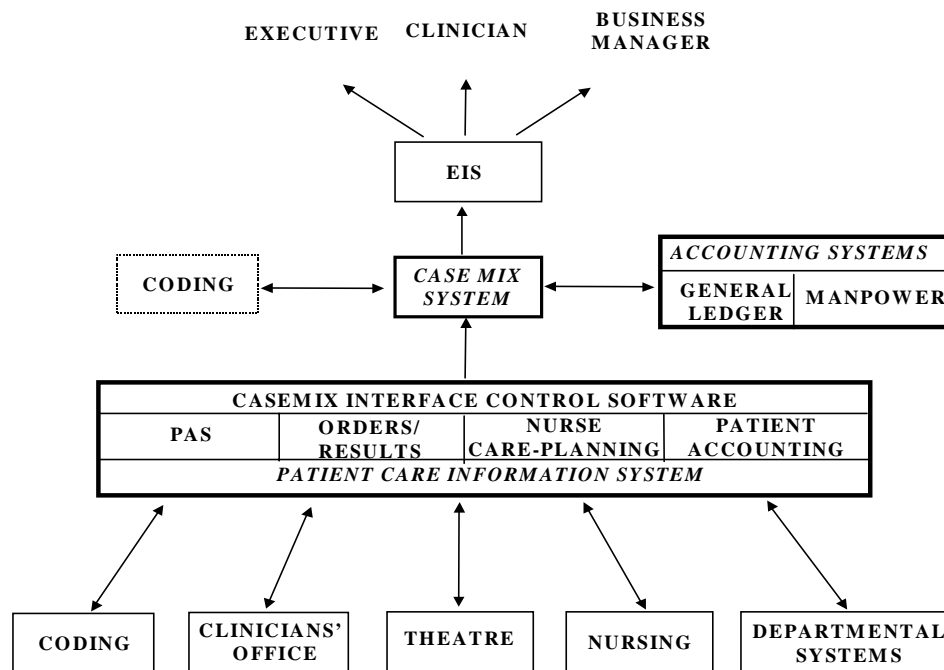 EXECUTIVE
CLINICIAN
BUSINESS
MANAGER
EIS
CODING
CASE MIX
SYSTEM
ACCOUNTING SYSTEMS
GENERAL
LEDGER
MANPOWER
CASEMIX INTERFACE CONTROL SOFTWARE
PAS
ORDERS/
RESULTS
NURSE
CARE-PLANNING
PATIENT
ACCOUNTING
PATIENT CARE INFORMATION SYSTEM
CODING
CLINICIANS'
OFFICE
THEATRE
NURSING
DEPARTMENTAL
SYSTEMS